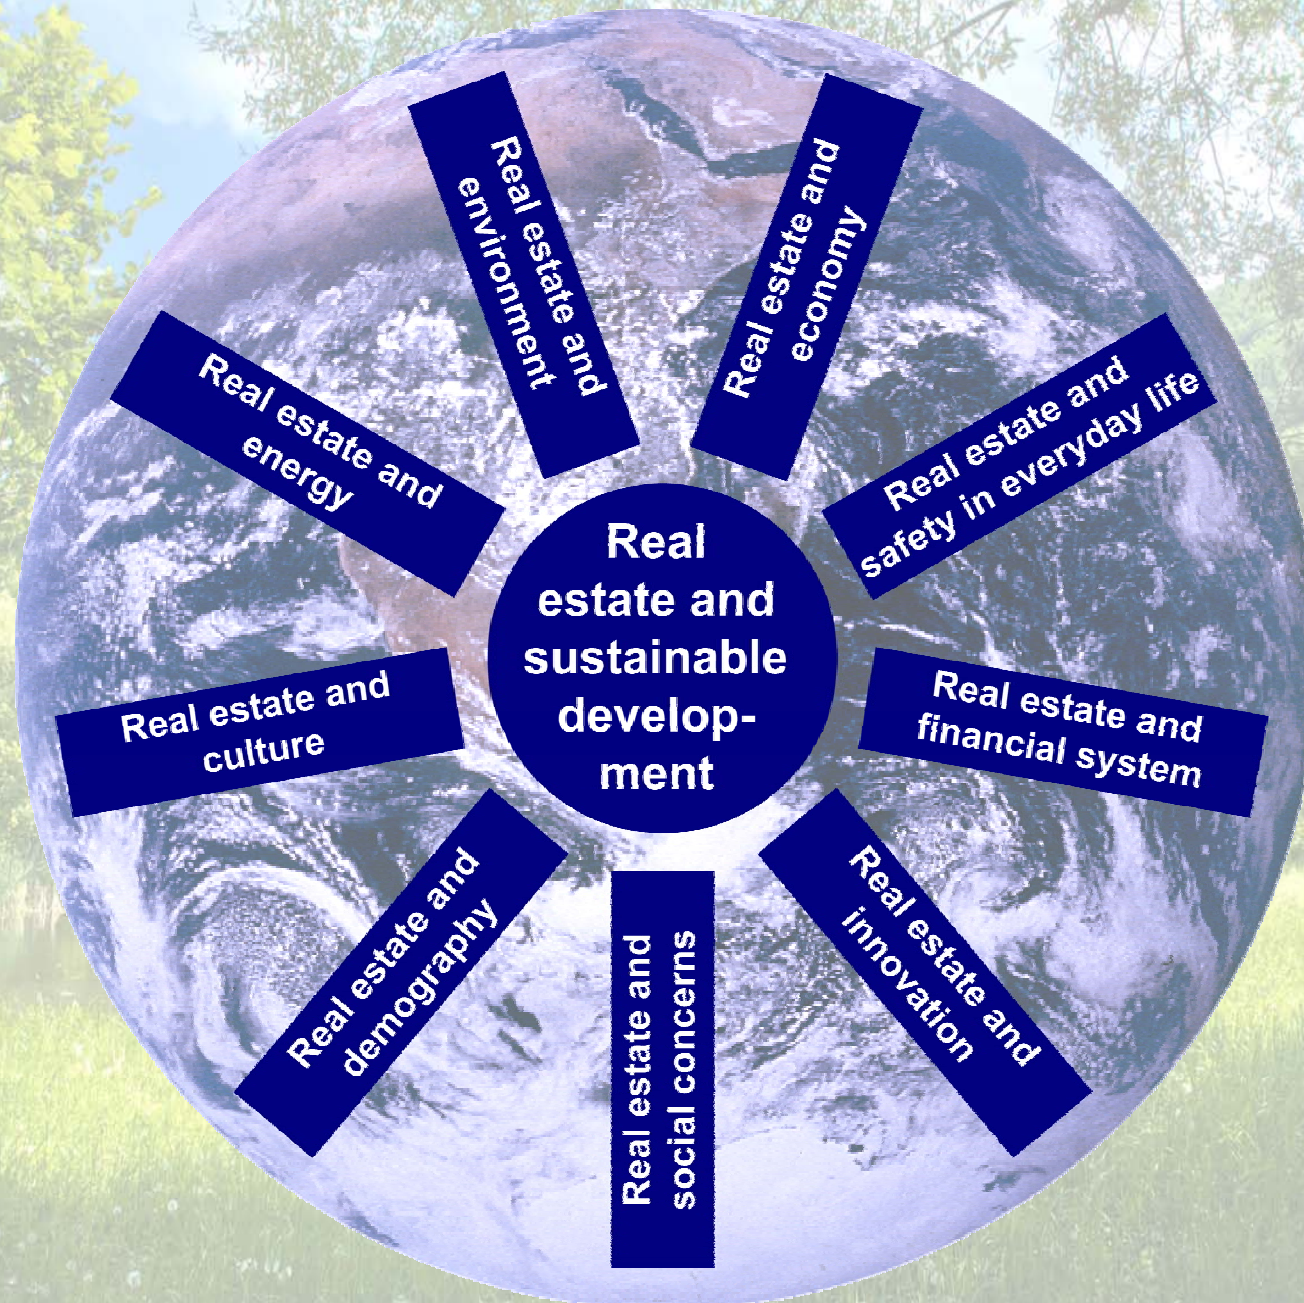 Real
estate and
sustainable
develop-
ment
Real estate and
environment
Real estate and
economy
Real estate and
safety in everyday life
Real estate and
financial system
Real estate and
innovation
Real estate and
social concerns
Real estate and
demography
Real estate and
culture
Real estate and
energy